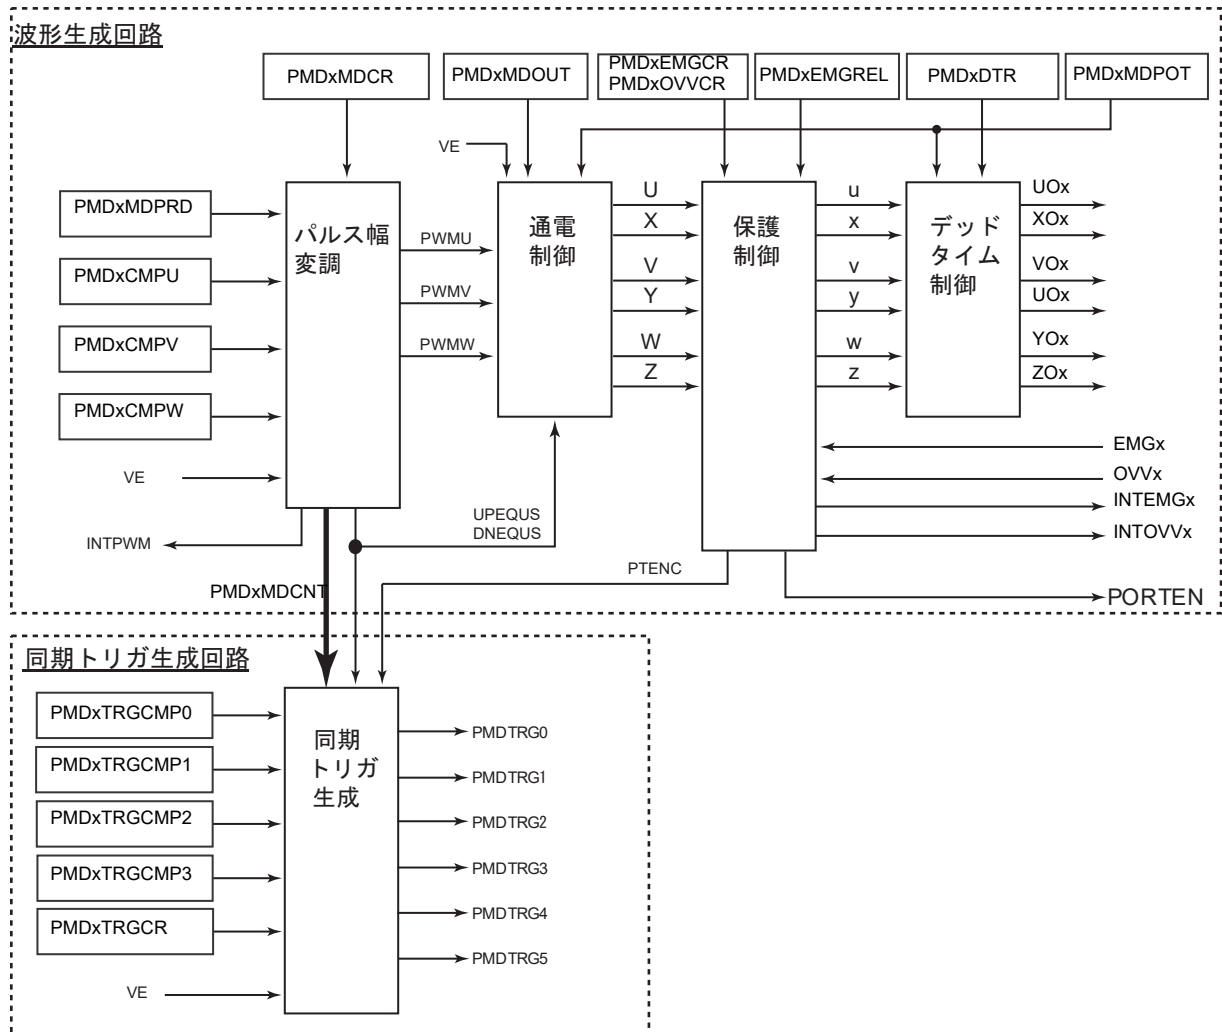 波形生成回路
PMDxMDCR
PMDxMDOUT
PMDxEMGCR
PMDxOVVCR
PMDxEMGREL
PMDxDTR
PMDxMDPOT
VE
PMDxMDPRD
PMDxCMPU
PMDxCMPV
PMDxCMPW
VE
パルス幅
変調
PWMU
PWMV
PWMW
通電
制御
U
X
V
Y
W
Z
保護
制御
u
x
v
y
w
z
デッド
タイム
制御
UOx
XOx
VOx
UOx
YOx
ZOx
EMGx
OVVx
INTEMGx
INTOVVx
UPEQUS
DNEQUS
INTPWM
PTENC
PMDxMDCNT
PORTEN
同期トリガ生成回路
PMDxTRGCMP0
PMDxTRGCMP1
PMDxTRGCMP2
PMDxTRGCMP3
PMDxTRGCR
VE
同期
トリガ
生成
PMDTRG0
PMDTRG1
PMDTRG2
PMDTRG3
PMDTRG4
PMDTRG5